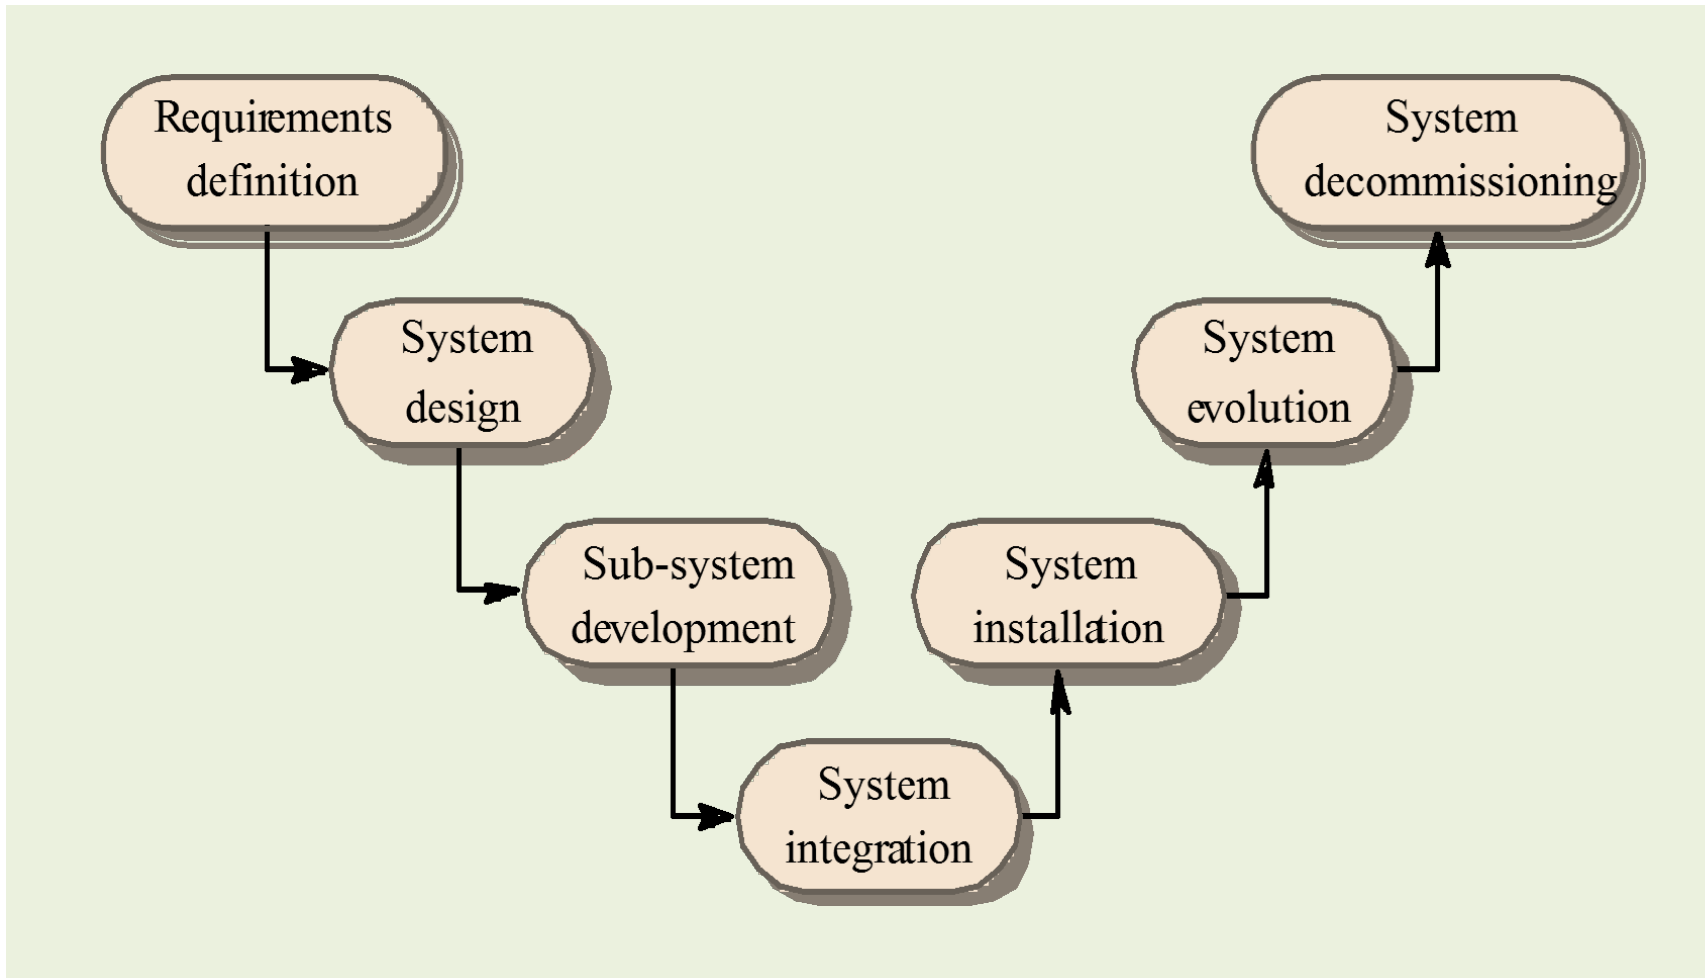 Requirements
definition
System
design
Sub-system
development
System
integration
System
installation
System
evolution
System
decommissioning